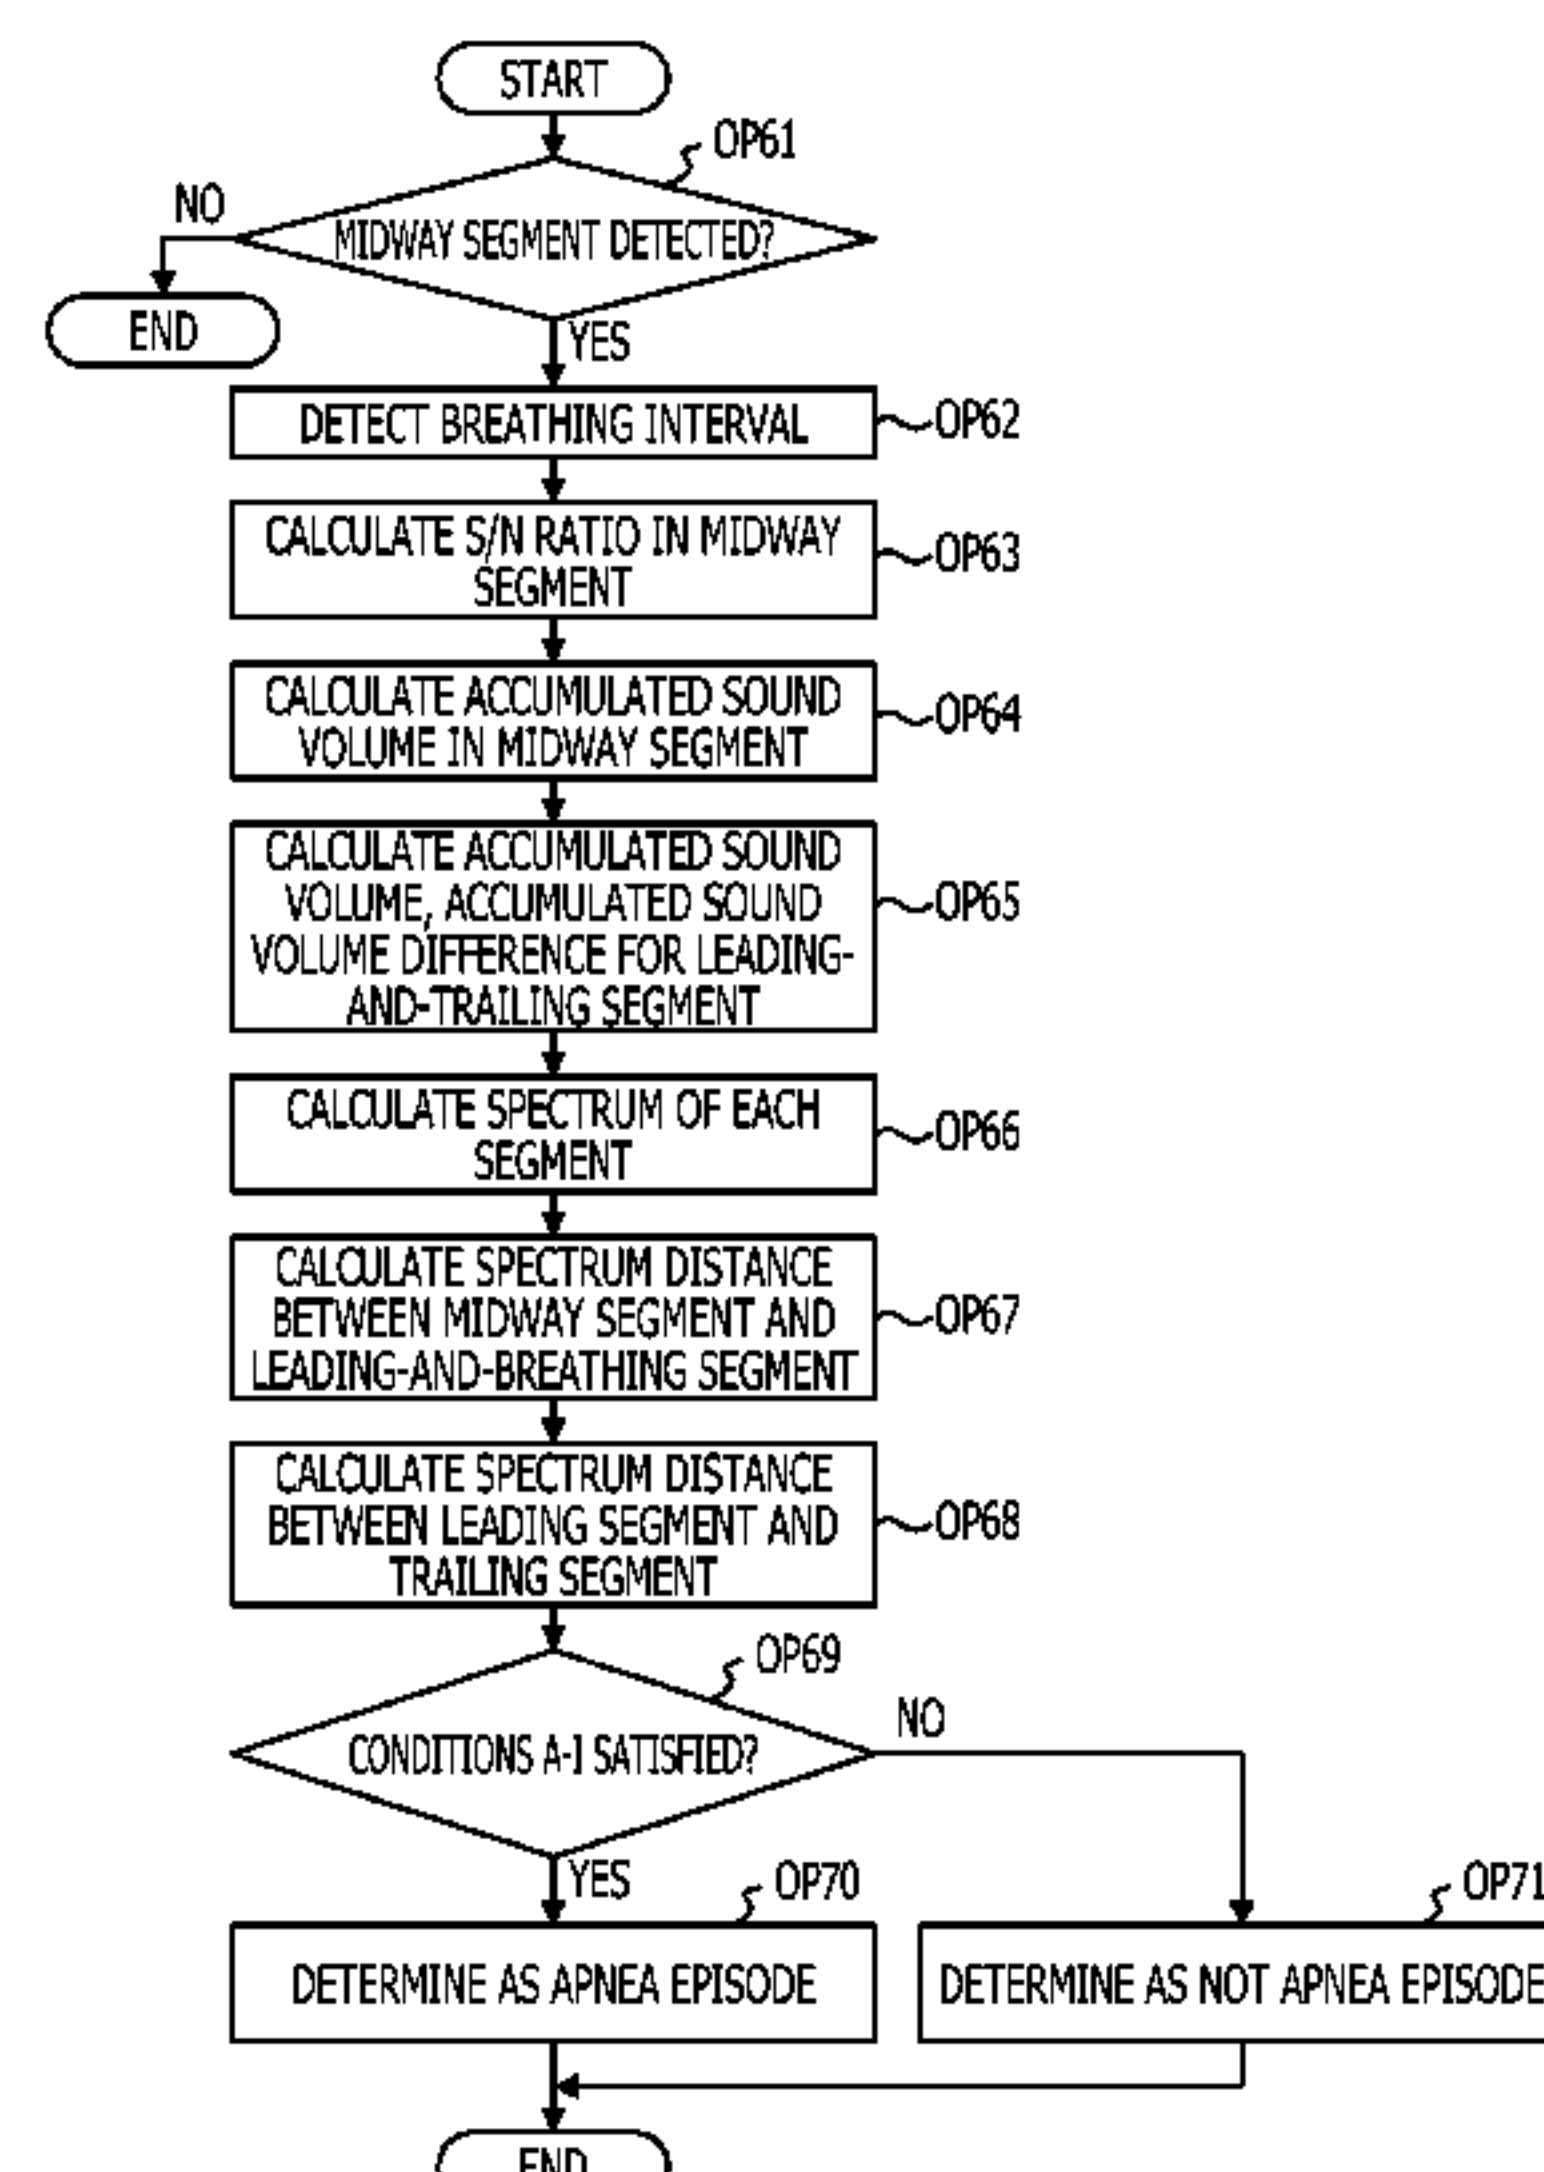 START
OP61
NO
MIDWAY SEGMENT DETECTED?
END
YES
DETECT BREATHING INTERVAL
OP62
CALCULATE S/N RATIO IN MIDWAY
SEGMENT
OP63
CALCULATE ACCUMULATED SOUND
VOLUME IN MIDWAY SEGMENT
OP64
CALCULATE ACCUMULATED SOUND
VOLUME, ACCUMULATED SOUND
VOLUME DIFFERENCE FOR LEADING-
AND-TRAILING SEGMENT
OP65
CALCULATE SPECTRUM OF EACH
SEGMENT
OP66
CALCULATE SPECTRUM DISTANCE
BETWEEN MIDWAY SEGMENT AND
LEADING-AND-BREATHING SEGMENT
OP67
CALCULATE SPECTRUM DISTANCE
BETWEEN LEADING SEGMENT AND
TRAILING SEGMENT
OP68
OP69
NO
CONDITIONS A-I SATISFIED?
YES
OP70
OP71
DETERMINE AS APNEA EPISODE
DETERMINE AS NOT APNEA EPISODE
END